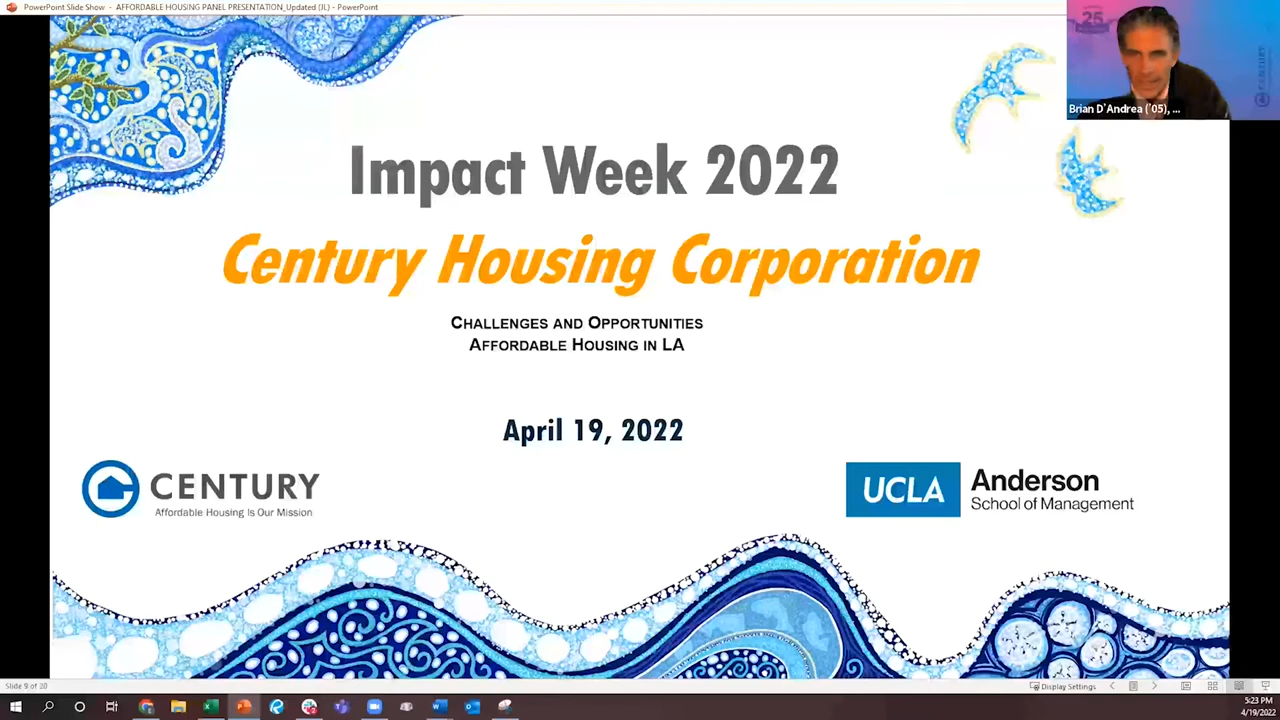 PowerPoint Slide Show - AFFORDABLE HOUSING PANEL PRESENTATION_Updated (JL) - PowerPoint
25
CENTURY
Brian D'Andrea ('05), ...
Impact Week 2022
Century Housing Corporation
CHALLENGES AND OPPORTUNITIES
AFFORDABLE HOUSING IN LA
April 19, 2022
CENTURY
Affordable Housing Is Our Mission
UCLA
Anderson
School of Management
Slide 9 of 20
Display Settings
5:23 PM
4/19/2022